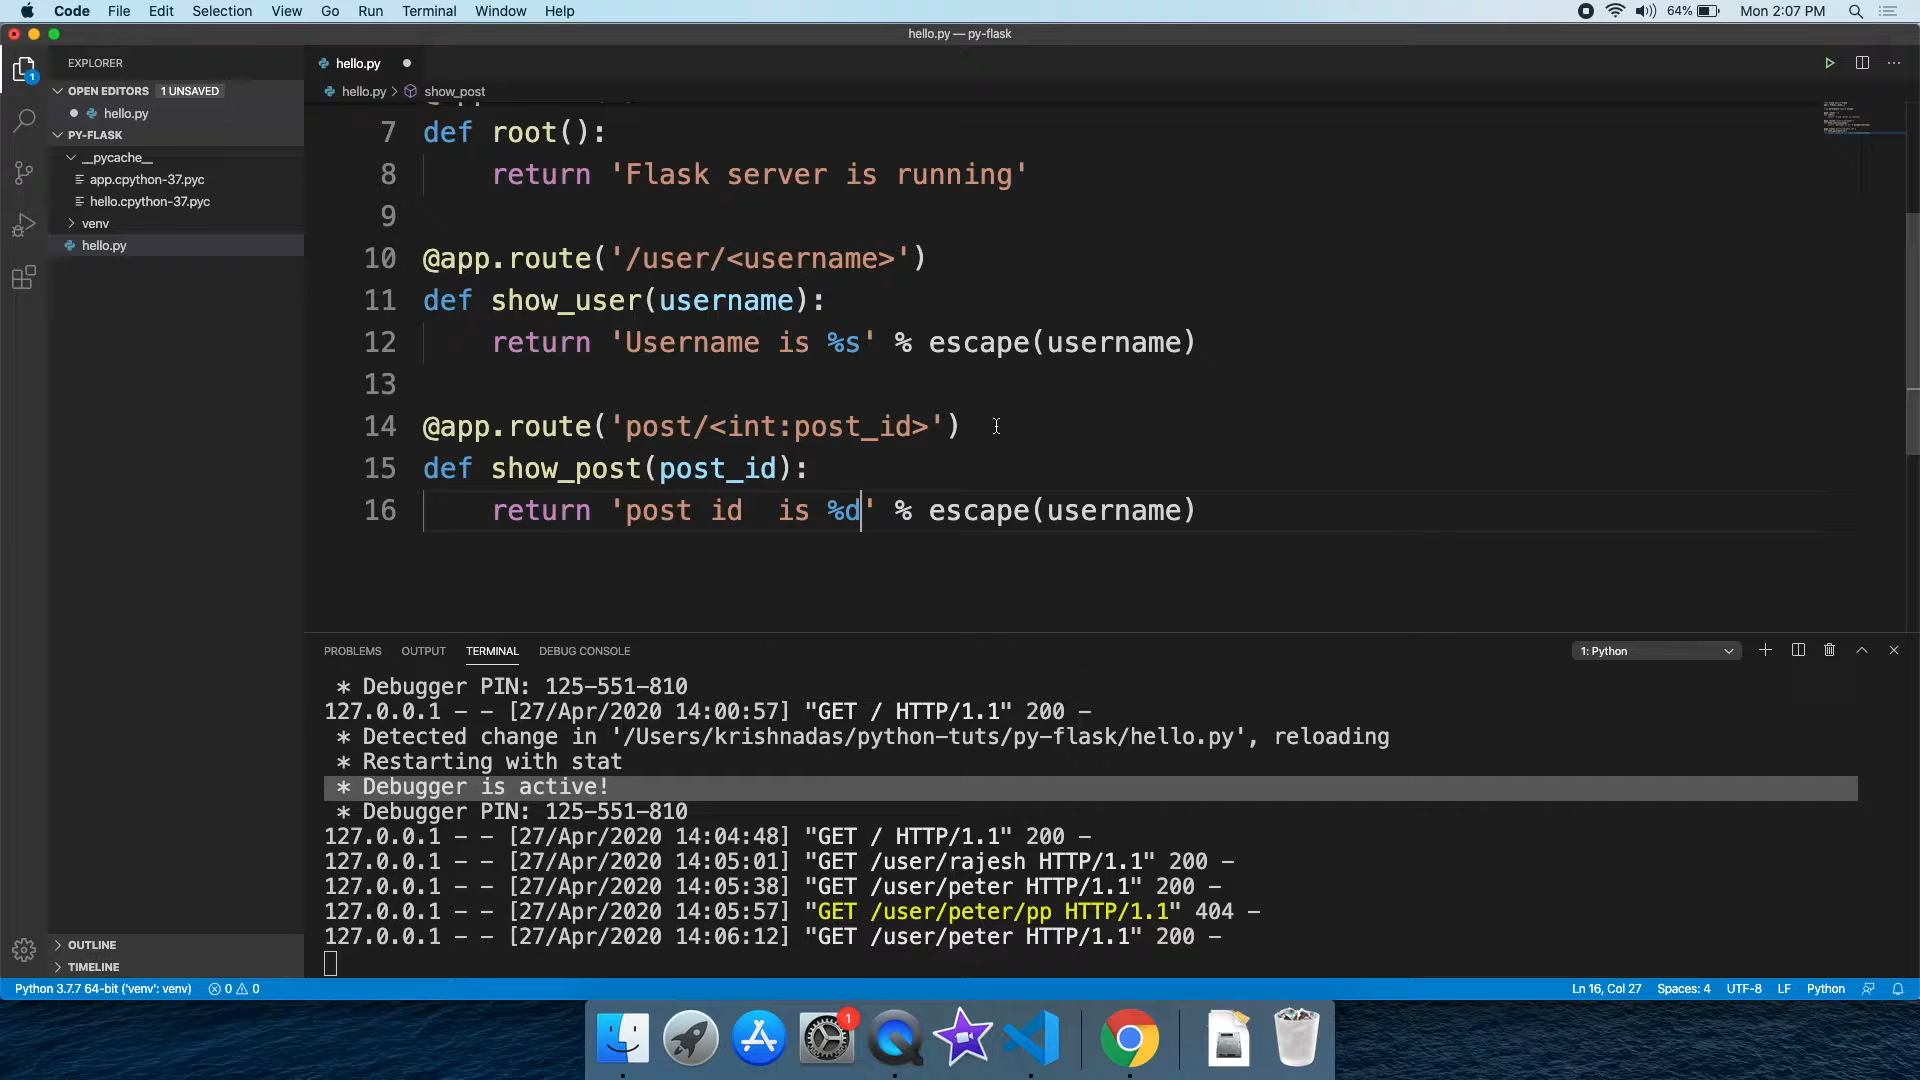 Code File Edit Selection View Go Run Terminal Window Help 64% Mon 2:07 PM
hello.py — py-flask
EXPLORER
OPEN EDITORS 1 UNSAVED
hello.py
PY-FLASK
__pycache__
app.cpython-37.pyc
hello.cpython-37.pyc
venv
hello.py
OUTLINE
TIMELINE
1
hello.py
hello.py > show_post
7 def root():
8 return 'Flask server is running'
9
10 @app.route('/user/<username>')
11 def show_user(username):
12 return 'Username is %s' % escape(username)
13
14 @app.route('post/<int:post_id>')
15 def show_post(post_id):
16 return 'post id  is %d' % escape(username)
PROBLEMS OUTPUT TERMINAL DEBUG CONSOLE 1: Python
* Debugger PIN: 125-551-810
127.0.0.1 - - [27/Apr/2020 14:00:57] "GET / HTTP/1.1" 200 -
* Detected change in '/Users/krishnadas/python-tuts/py-flask/hello.py', reloading
* Restarting with stat
* Debugger is active!
* Debugger PIN: 125-551-810
127.0.0.1 - - [27/Apr/2020 14:04:48] "GET / HTTP/1.1" 200 -
127.0.0.1 - - [27/Apr/2020 14:05:01] "GET /user/rajesh HTTP/1.1" 200 -
127.0.0.1 - - [27/Apr/2020 14:05:38] "GET /user/peter HTTP/1.1" 200 -
127.0.0.1 - - [27/Apr/2020 14:05:57] "GET /user/peter/pp HTTP/1.1" 404 -
127.0.0.1 - - [27/Apr/2020 14:06:12] "GET /user/peter HTTP/1.1" 200 -
Python 3.7.7 64-bit ('venv': venv) 0 0 Ln 16, Col 27 Spaces: 4 UTF-8 LF Python
1